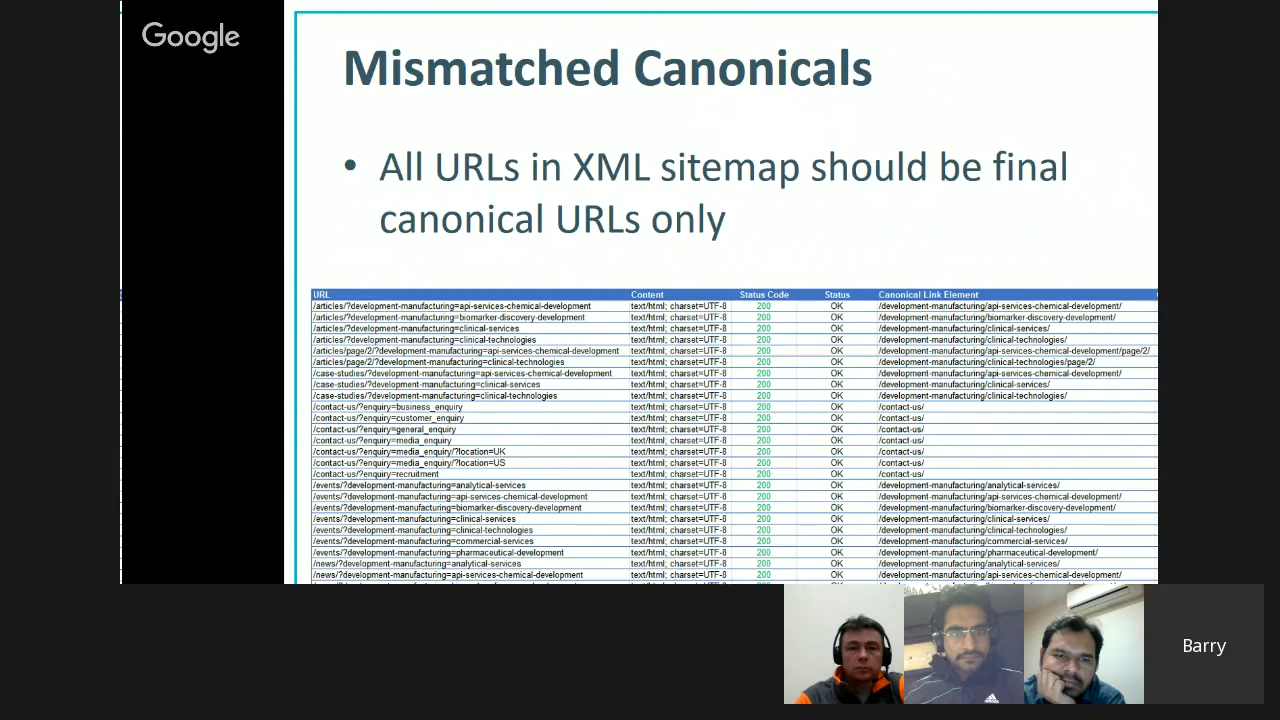 Google
Mismatched Canonicals
• All URLs in XML sitemap should be final
canonical URLs only
URL Content Status Code Status Canonical Link Element
/articles/?development-manufacturing=api-services-chemical-development text/html; charset=UTF-8 200 OK /development-manufacturing/api-services-chemical-development/
/articles/?development-manufacturing=biomarker-discovery-development text/html; charset=UTF-8 200 OK /development-manufacturing/biomarker-discovery-development/
/articles/?development-manufacturing=clinical-services text/html; charset=UTF-8 200 OK /development-manufacturing/clinical-services/
/articles/?development-manufacturing=clinical-technologies text/html; charset=UTF-8 200 OK /development-manufacturing/clinical-technologies/
/articles/page/2/?development-manufacturing=api-services-chemical-development text/html; charset=UTF-8 200 OK /development-manufacturing/api-services-chemical-development/page/2/
/articles/page/2/?development-manufacturing=clinical-technologies text/html; charset=UTF-8 200 OK /development-manufacturing/clinical-technologies/page/2/
/case-studies/?development-manufacturing=api-services-chemical-development text/html; charset=UTF-8 200 OK /development-manufacturing/api-services-chemical-development/
/case-studies/?development-manufacturing=clinical-services text/html; charset=UTF-8 200 OK /development-manufacturing/clinical-services/
/case-studies/?development-manufacturing=clinical-technologies text/html; charset=UTF-8 200 OK /development-manufacturing/clinical-technologies/
/contact-us/?enquiry=business_enquiry text/html; charset=UTF-8 200 OK /contact-us/
/contact-us/?enquiry=customer_enquiry text/html; charset=UTF-8 200 OK /contact-us/
/contact-us/?enquiry=general_enquiry text/html; charset=UTF-8 200 OK /contact-us/
/contact-us/?enquiry=media_enquiry text/html; charset=UTF-8 200 OK /contact-us/
/contact-us/?enquiry=media_enquiry/?location=UK text/html; charset=UTF-8 200 OK /contact-us/
/contact-us/?enquiry=media_enquiry/?location=US text/html; charset=UTF-8 200 OK /contact-us/
/contact-us/?enquiry=recruitment text/html; charset=UTF-8 200 OK /contact-us/
/events/?development-manufacturing=analytical-services text/html; charset=UTF-8 200 OK /development-manufacturing/analytical-services/
/events/?development-manufacturing=api-services-chemical-development text/html; charset=UTF-8 200 OK /development-manufacturing/api-services-chemical-development/
/events/?development-manufacturing=biomarker-discovery-development text/html; charset=UTF-8 200 OK /development-manufacturing/biomarker-discovery-development/
/events/?development-manufacturing=clinical-services text/html; charset=UTF-8 200 OK /development-manufacturing/clinical-services/
/events/?development-manufacturing=clinical-technologies text/html; charset=UTF-8 200 OK /development-manufacturing/clinical-technologies/
/events/?development-manufacturing=commercial-services text/html; charset=UTF-8 200 OK /development-manufacturing/commercial-services/
/events/?development-manufacturing=pharmaceutical-development text/html; charset=UTF-8 200 OK /development-manufacturing/pharmaceutical-development/
/news/?development-manufacturing=analytical-services text/html; charset=UTF-8 200 OK /development-manufacturing/analytical-services/
/news/?development-manufacturing=api-services-chemical-development text/html; charset=UTF-8 200 OK /development-manufacturing/api-services-chemical-development/
Barry